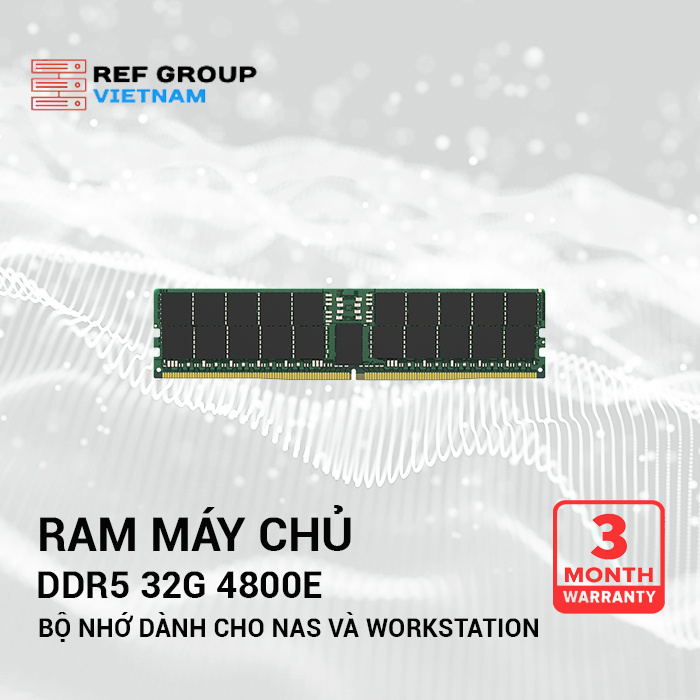 REF GROUP
VIETNAM
RAM MÁY CHỦ
DDR5 32G 4800E
BỘ NHỚ DÀNH CHO NAS VÀ WORKSTATION
3
MONTH
WARRANTY